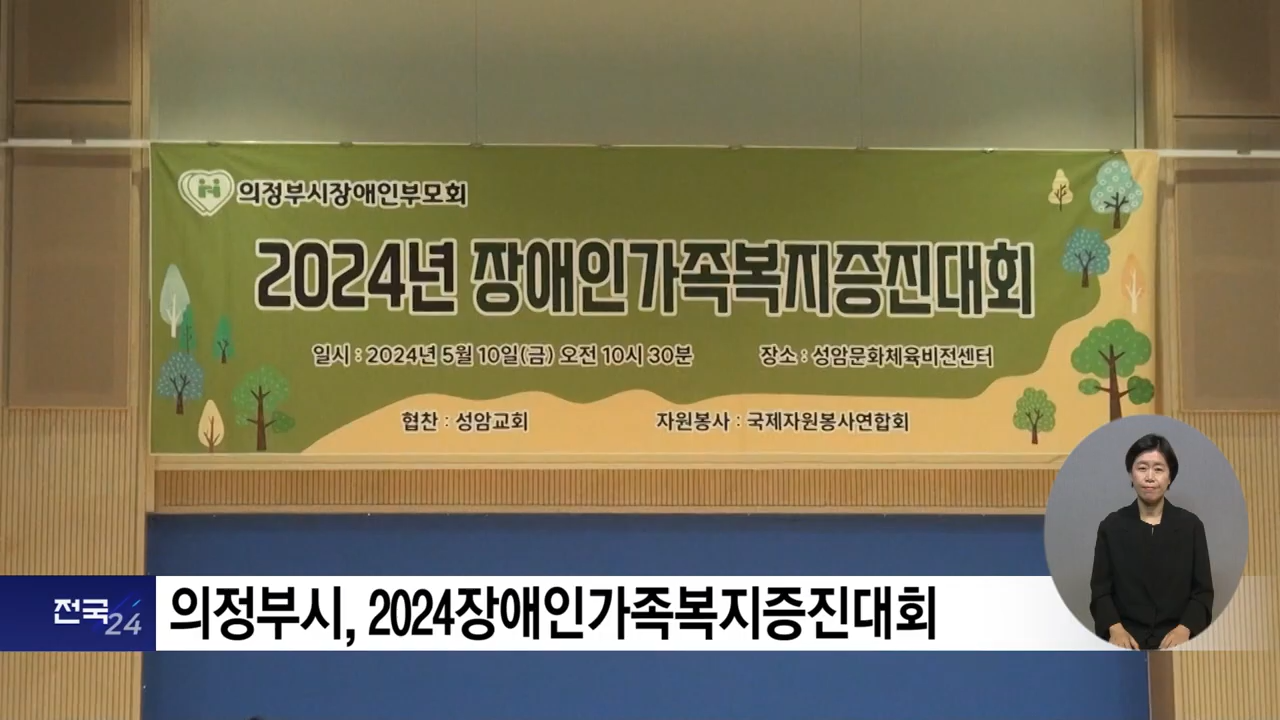 의정부시장애인부모회
2024년 장애인가족복지증진대회
일시 : 2024년 5월 10일(금) 오전 10시 30분 장소 : 성암문화체육비전센터
협찬 : 성암교회 자원봉사 : 국제자원봉사연합회
전국24 의정부시, 2024장애인가족복지증진대회